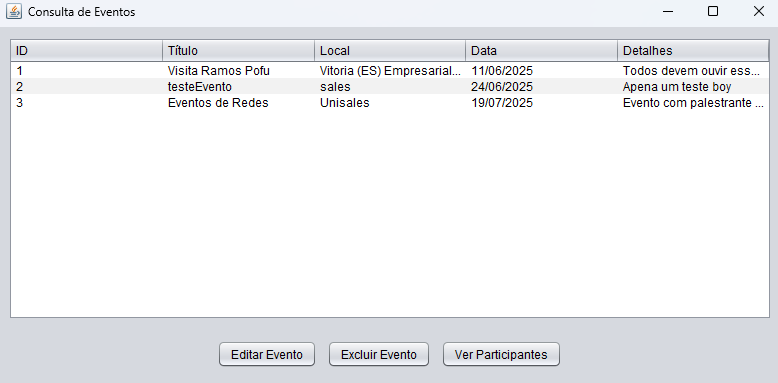 Consulta de Eventos
ID Título Local Data Detalhes
1 Visita Ramos Pofu Vitoria (ES) Empresarial... 11/06/2025 Todos devem ouvir ess...
2 testeEvento sales 24/06/2025 Apena um teste boy
3 Eventos de Redes Unisales 19/07/2025 Evento com palestrante ...
Editar Evento Excluir Evento Ver Participantes